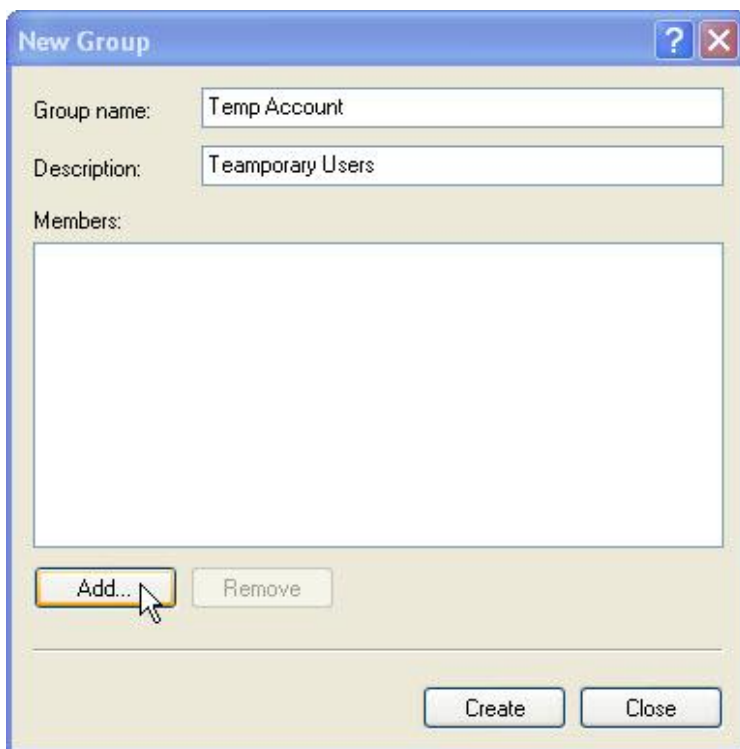 New Group
Group name: Temp Account
Description: Teamporary Users
Members:
Add... Remove
Create Close